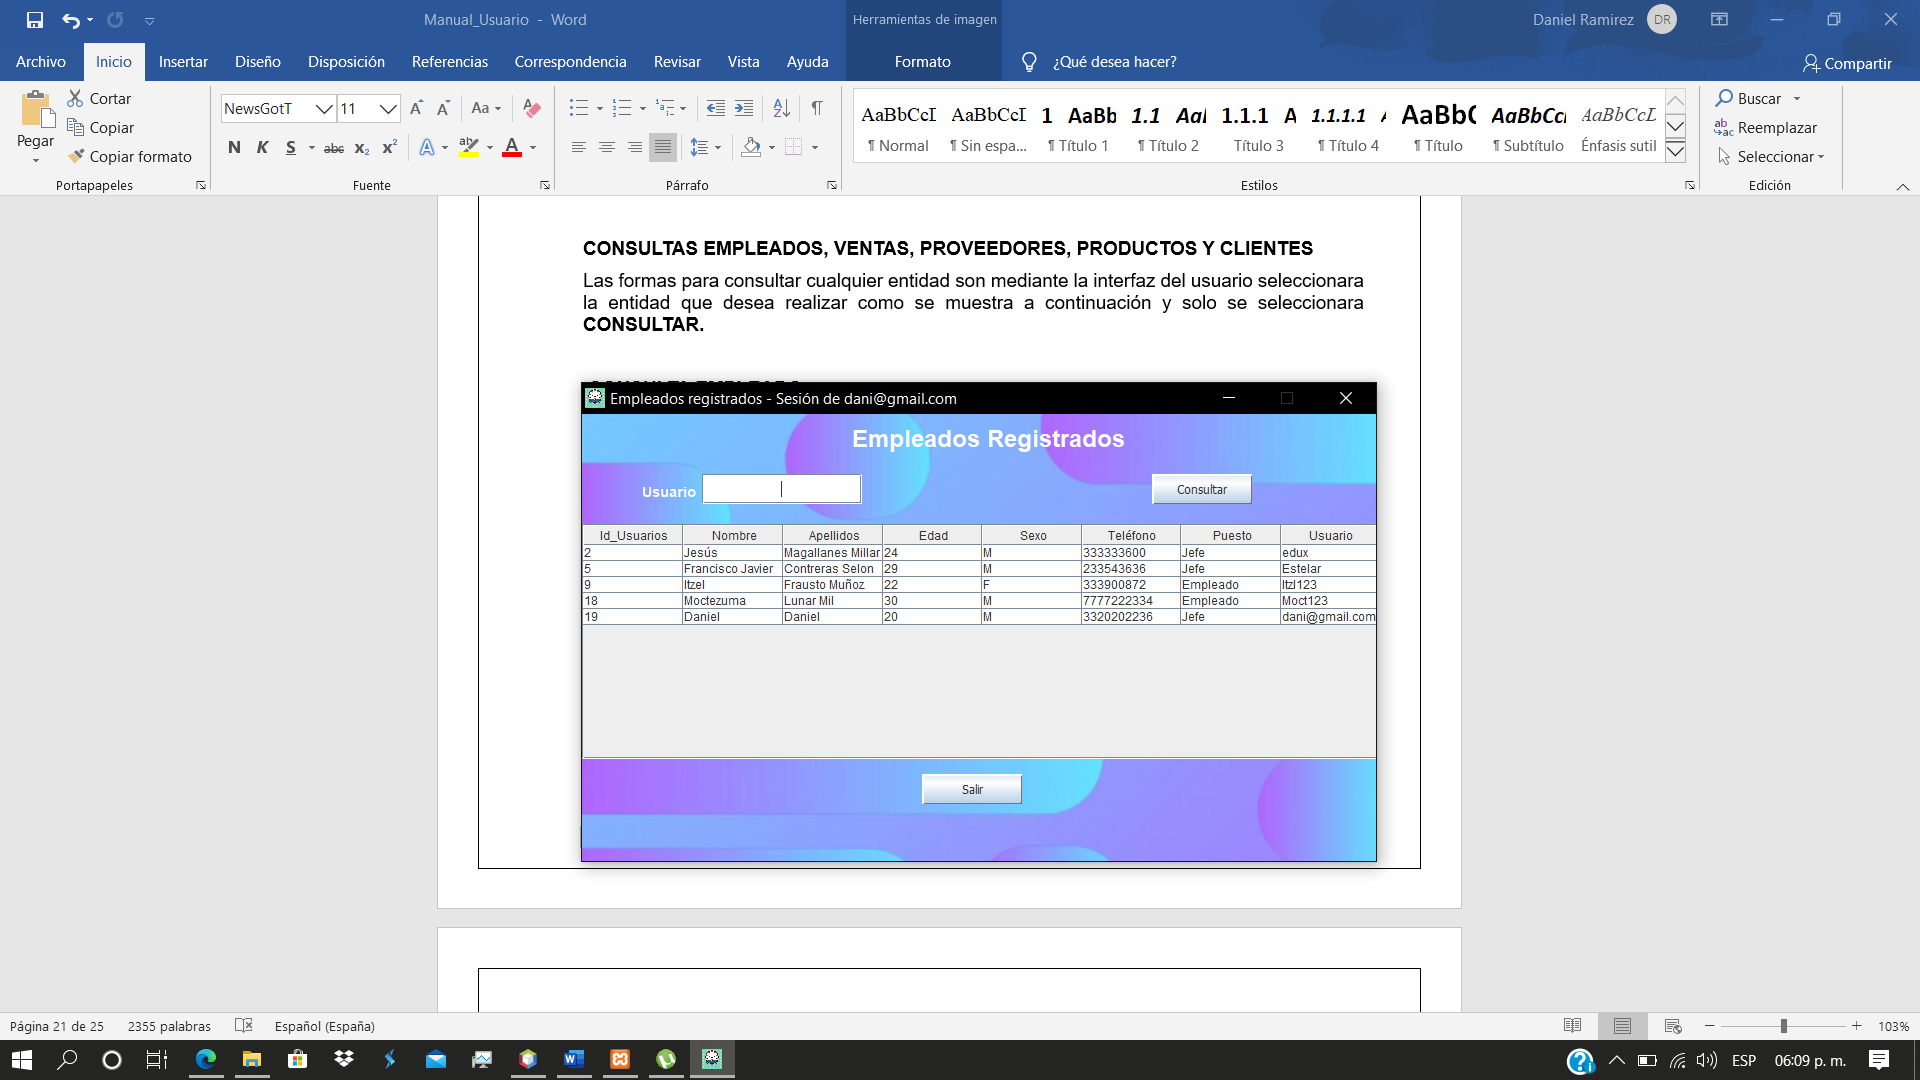 Manual_Usuario - Word
Herramientas de imagen
Daniel Ramirez
DR
Archivo
Inicio
Insertar
Diseño
Disposición
Referencias
Correspondencia
Revisar
Vista
Ayuda
Formato
¿Qué desea hacer?
Compartir
Pegar
Cortar
Copiar
Copiar formato
Portapapeles
NewsGotT
11
Aa
N K S abc x₂ x² A ab A
Fuente
Párrafo
AaBbCcI AaBbCcI 1 AaBb 1.1 Aal 1.1.1 A 1.1.1.1 AaBbC AaBbCc AaBbCcL
¶ Normal
¶ Sin espa...
¶ Título 1
¶ Título 2
Título 3
¶ Título 4
¶ Título
¶ Subtítulo
Énfasis sutil
Estilos
Buscar
Reemplazar
Seleccionar
Edición
CONSULTAS EMPLEADOS, VENTAS, PROVEEDORES, PRODUCTOS Y CLIENTES
Las formas para consultar cualquier entidad son mediante la interfaz del usuario seleccionara
la entidad que desea realizar como se muestra a continuación y solo se seleccionara
CONSULTAR.
Empleados registrados - Sesión de dani@gmail.com
Empleados Registrados
Usuario
Consultar
Id_Usuarios Nombre Apellidos Edad Sexo Teléfono Puesto Usuario
2 Jesús Magallanes Millar 24 M 333333600 Jefe edux
5 Francisco Javier Contreras Selon 29 M 233543636 Jefe Estelar
9 Itzel Frausto Muñoz 22 F 333900872 Empleado Itzl123
18 Moctezuma Lunar Mil 30 M 7777222334 Empleado Moct123
19 Daniel Daniel 20 M 3320202236 Jefe dani@gmail.com
Salir
Página 21 de 25
2355 palabras
Español (España)
103%
ESP
06:09 p. m.